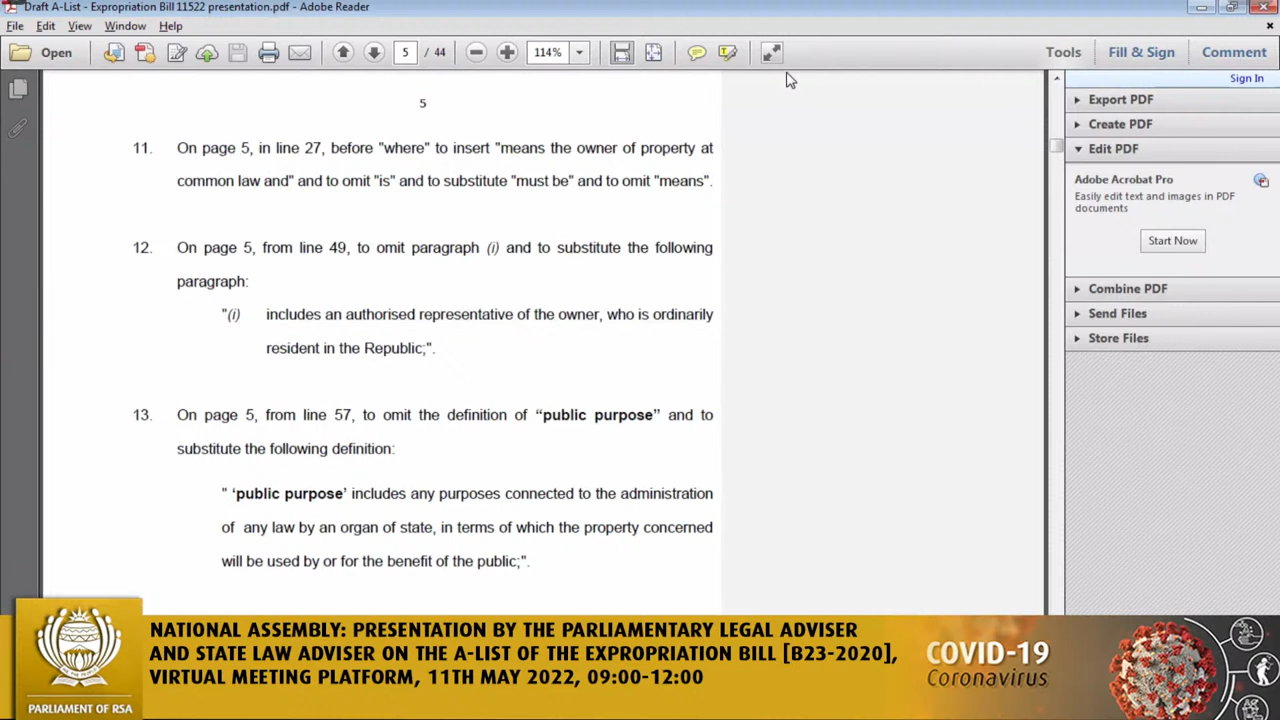 Draft A-List - Expropriation Bill 11522 presentation.pdf - Adobe Reader
File Edit View Window Help
Open 5 / 44 114% Tools Fill & Sign Comment
Sign In
Export PDF
Create PDF
Edit PDF
Adobe Acrobat Pro
Easily edit text and images in PDF
documents
Start Now
Combine PDF
Send Files
Store Files
5
11. On page 5, in line 27, before "where" to insert "means the owner of property at
common law and" and to omit "is" and to substitute "must be" and to omit "means".
12. On page 5, from line 49, to omit paragraph (i) and to substitute the following
paragraph:
"(i) includes an authorised representative of the owner, who is ordinarily
resident in the Republic;".
13. On page 5, from line 57, to omit the definition of “public purpose” and to
substitute the following definition:
" ‘public purpose’ includes any purposes connected to the administration
of any law by an organ of state, in terms of which the property concerned
will be used by or for the benefit of the public;".
PARLIAMENT OF RSA
NATIONAL ASSEMBLY: PRESENTATION BY THE PARLIAMENTARY LEGAL ADVISER
AND STATE LAW ADVISER ON THE A-LIST OF THE EXPROPRIATION BILL [B23-2020],
VIRTUAL MEETING PLATFORM, 11TH MAY 2022, 09:00-12:00
COVID-19
Coronavirus